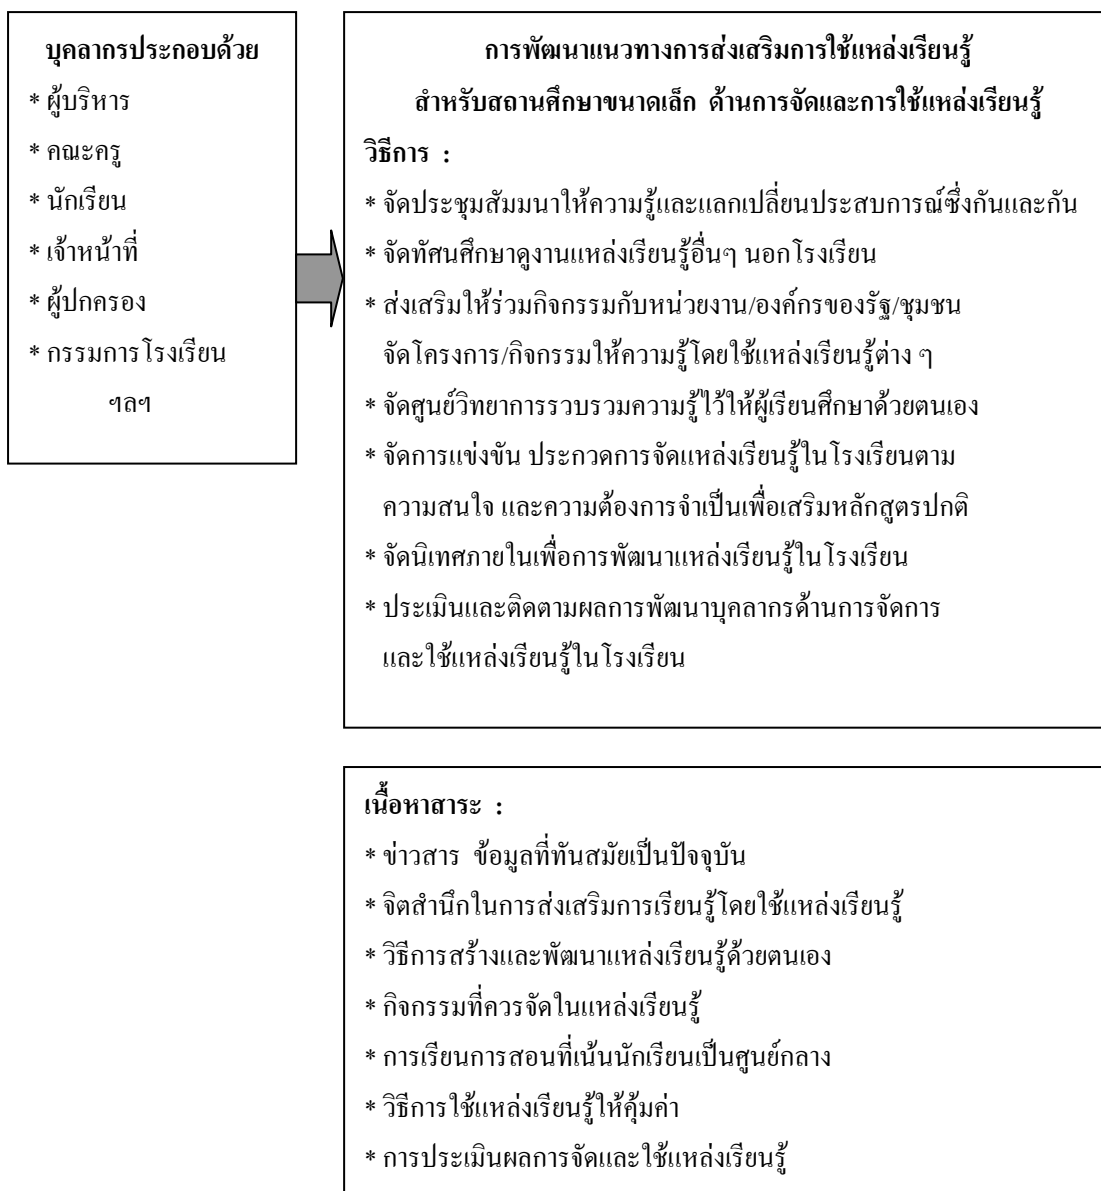 บุคลากรประกอบด้วย
* ผู้บริหาร
* คณะครู
* นักเรียน
* เจ้าหน้าที่
* ผู้ปกครอง
* กรรมการโรงเรียน
ฯลฯ
การพัฒนาแนวทางการส่งเสริมการใช้แหล่งเรียนรู้
สำหรับสถานศึกษาขนาดเล็ก ด้านการจัดและการใช้แหล่งเรียนรู้
วิธีการ :
* จัดประชุมสัมมนาให้ความรู้และแลกเปลี่ยนประสบการณ์ซึ่งกันและกัน
* จัดทัศนศึกษาดูงานแหล่งเรียนรู้อื่นๆ นอกโรงเรียน
* ส่งเสริมให้ร่วมกิจกรรมกับหน่วยงาน/องค์กรของรัฐ/ชุมชน
จัดโครงการ/กิจกรรมให้ความรู้โดยใช้แหล่งเรียนรู้ต่าง ๆ
* จัดศูนย์วิทยาการรวบรวมความรู้ไว้ให้ผู้เรียนศึกษาด้วยตนเอง
* จัดการแข่งขัน ประกวดการจัดแหล่งเรียนรู้ในโรงเรียนตาม
ความสนใจ และความต้องการจำเป็นเพื่อเสริมหลักสูตรปกติ
* จัดนิเทศภายในเพื่อการพัฒนาแหล่งเรียนรู้ในโรงเรียน
* ประเมินและติดตามผลการพัฒนาบุคลากรด้านการจัดการ
และใช้แหล่งเรียนรู้ในโรงเรียน
เนื้อหาสาระ :
* ข่าวสาร ข้อมูลที่ทันสมัยเป็นปัจจุบัน
* จิตสำนึกในการส่งเสริมการเรียนรู้โดยใช้แหล่งเรียนรู้
* วิธีการสร้างและพัฒนาแหล่งเรียนรู้ด้วยตนเอง
* กิจกรรมที่ควรจัดในแหล่งเรียนรู้
* การเรียนการสอนที่เน้นนักเรียนเป็นศูนย์กลาง
* วิธีการใช้แหล่งเรียนรู้ให้คุ้มค่า
* การประเมินผลการจัดและใช้แหล่งเรียนรู้